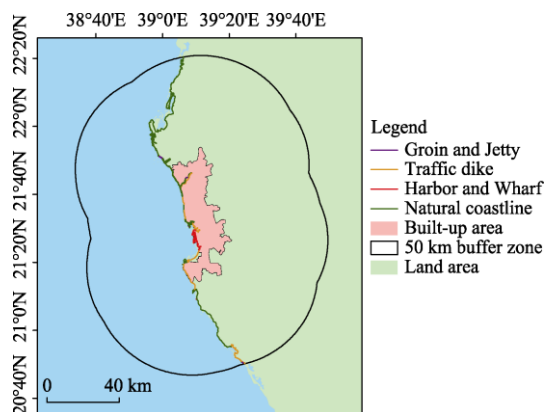 38°40'E 39°0'E 39°20'E 39°40'E
22°20'N
22°0'N
21°40'N
21°20'N
21°0'N
20°40'N
0 40 km
Legend
Groin and Jetty
Traffic dike
Harbor and Wharf
Natural coastline
Built-up area
50 km buffer zone
Land area